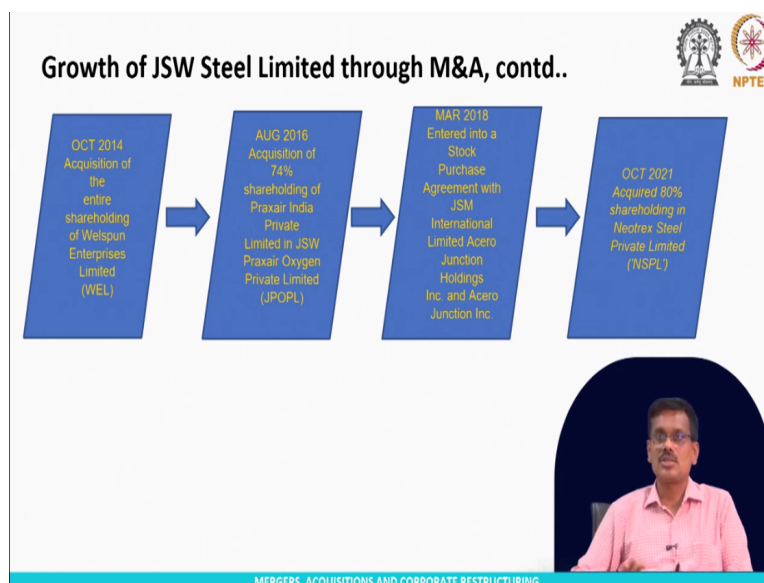 Growth of JSW Steel Limited through M&A, contd..
NPTE
OCT 2014
Acquisition of
the
entire
shareholding
of Welspun
Enterprises
Limited
(WEL)
AUG 2016
Acquisition of
74%
shareholding of
Praxair India
Private
Limited in JSW
Praxair Oxygen
Private Limited
(JPOPL)
MAR 2018
Entered into a
Stock
Purchase
Agreement with
JSM
International
Limited Acero
Junction
Holdings
Inc. and Acero
Junction Inc.
OCT 2021
Acquired 80%
shareholding in
Neotrex Steel
Private Limited
('NSPL')
MERGERS, ACQUISITIONS AND CORPORATE RESTRUCTURING